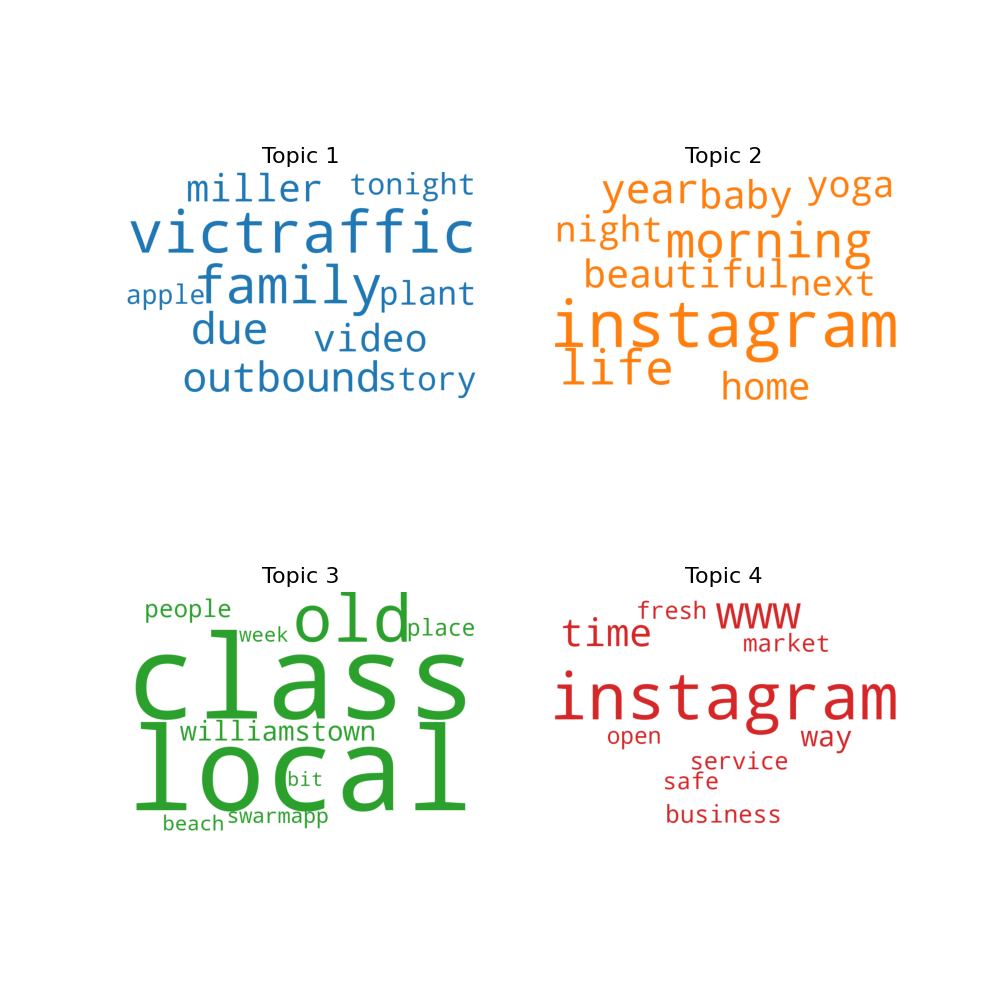 Topic 1
miller tonight
victraffic
apple family plant
due video
outbound story
Topic 2
year baby yoga
night morning
beautiful next
instagram
life home
Topic 3
people old
week place
class
williamstown
local
bit
beach swarmapp
Topic 4
fresh www
time market
instagram
open way
service
safe
business